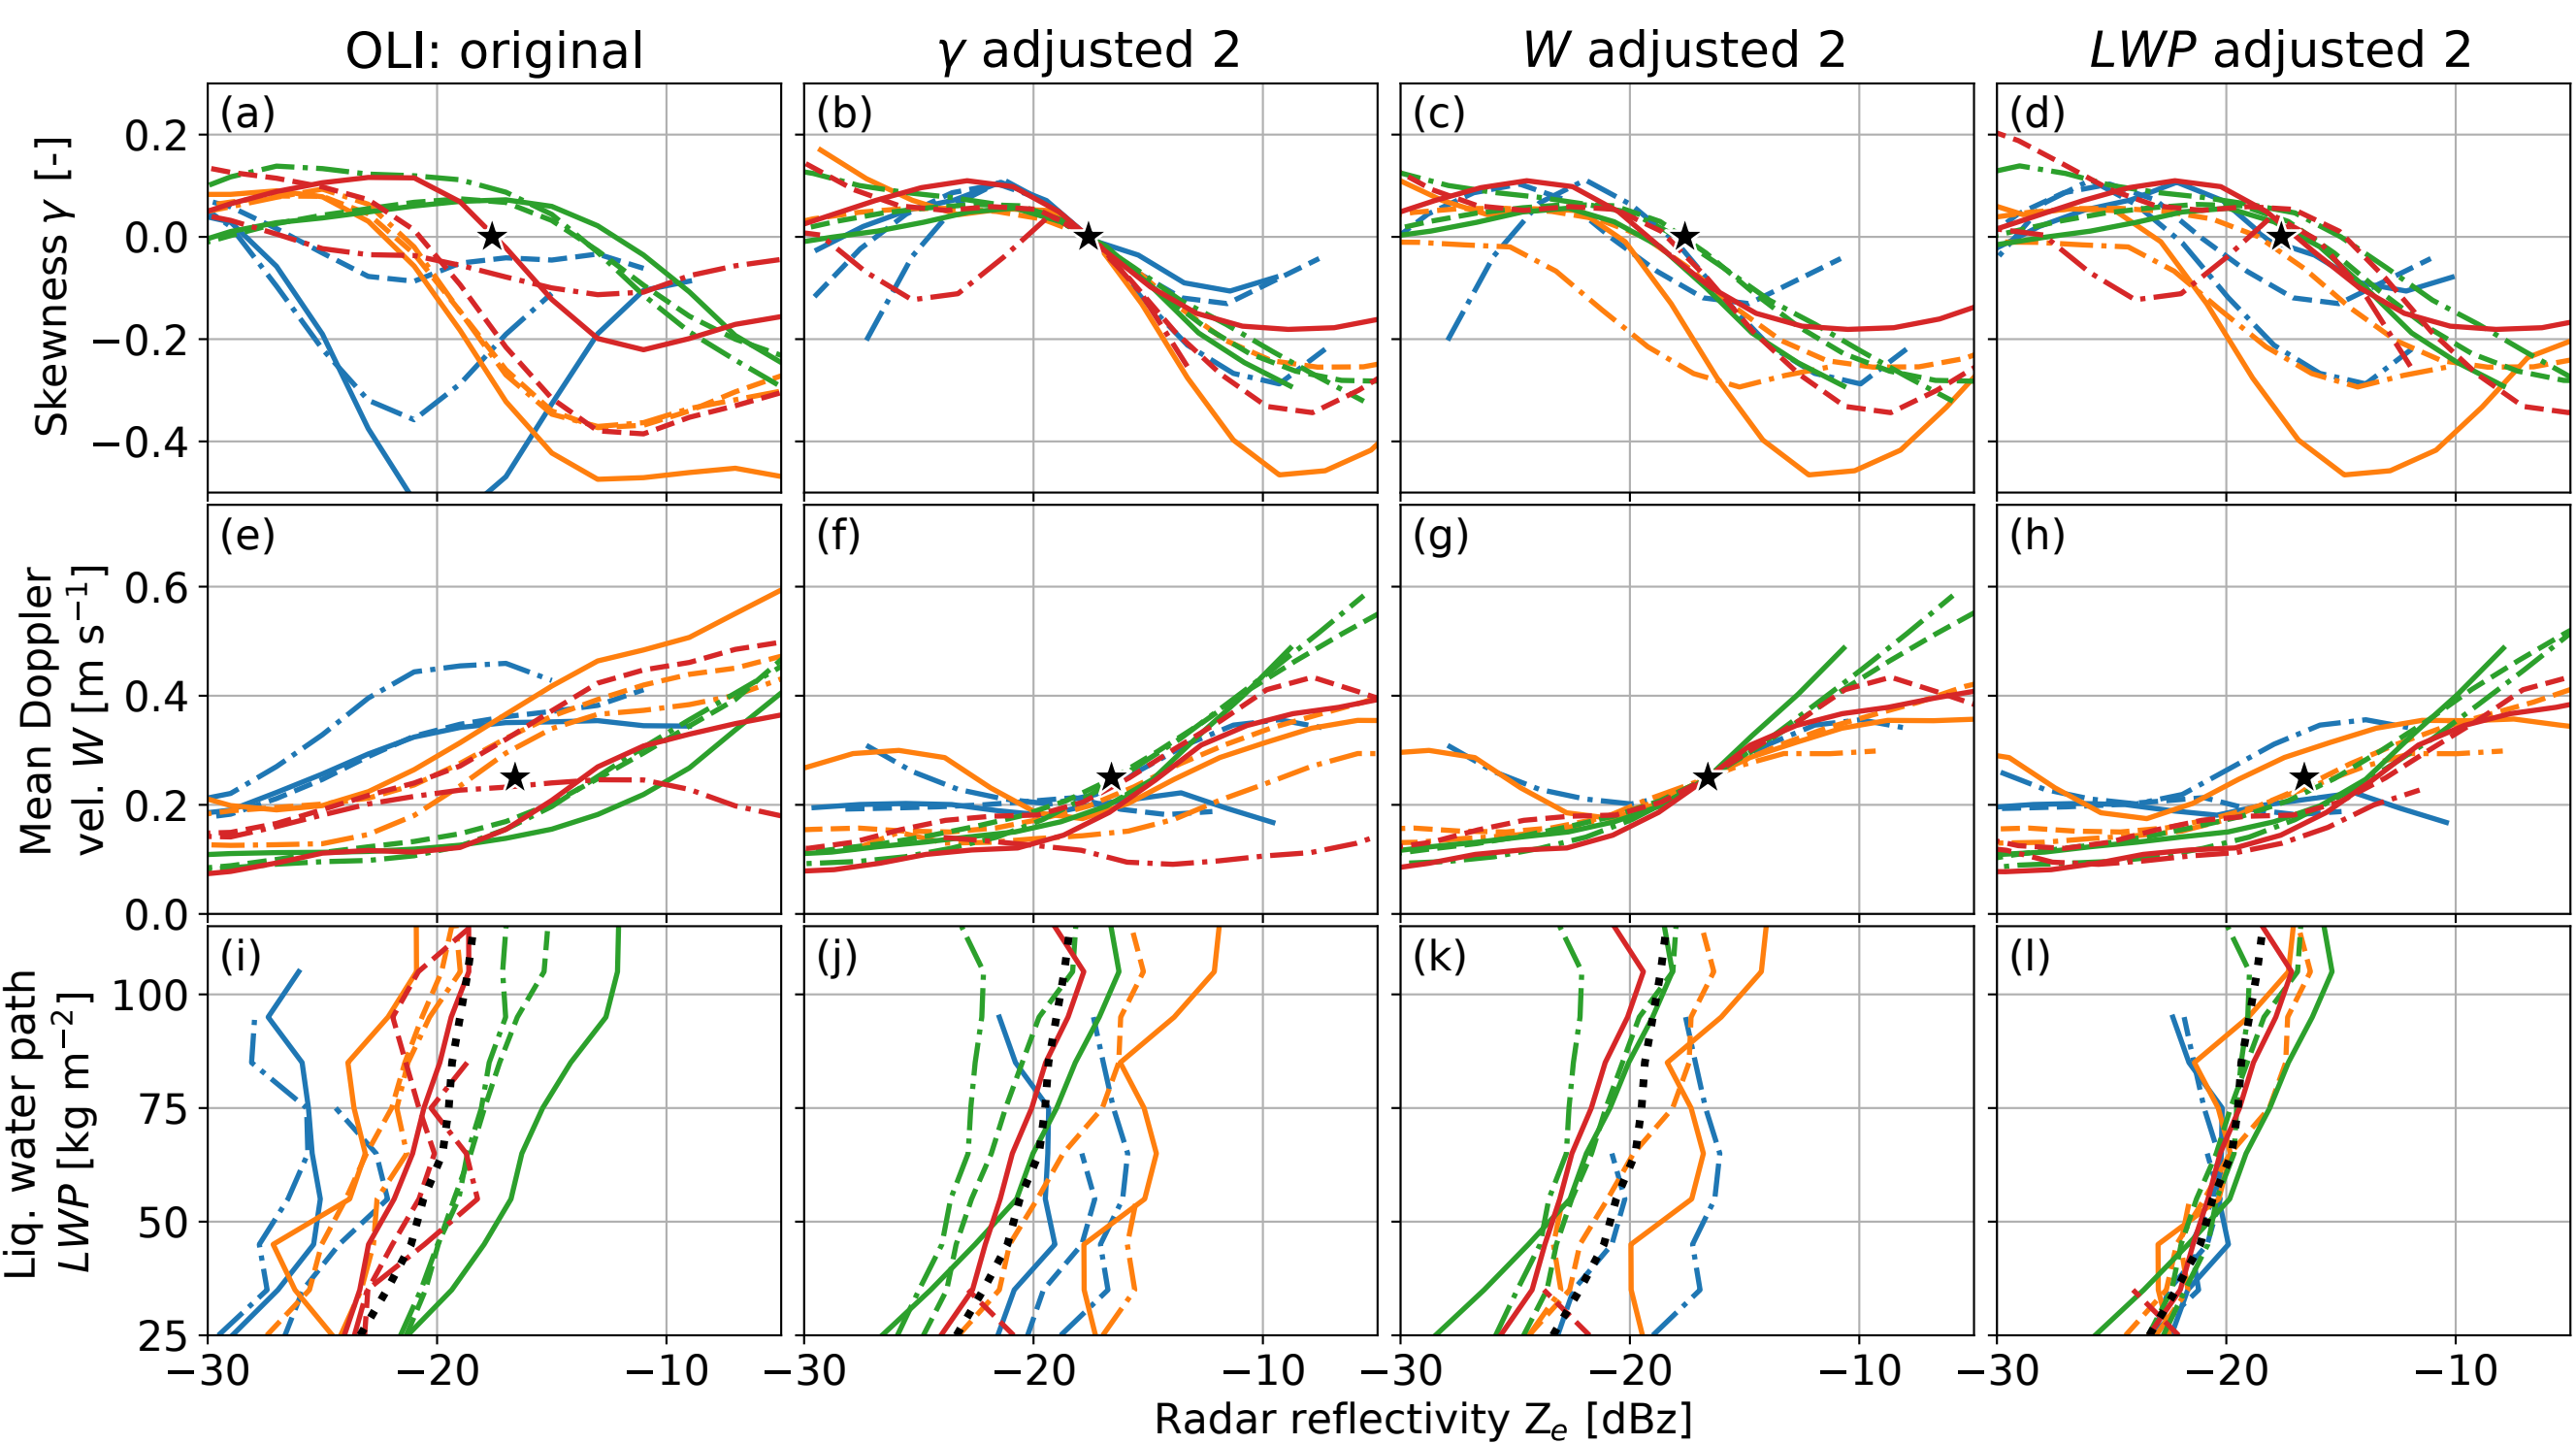 OLI: original γ adjusted 2 W adjusted 2 LWP adjusted 2
(a) (b) (c) (d)
Skewness γ [-]
0.2
0.0
−0.2
−0.4
(e) (f) (g) (h)
Mean Doppler
vel. W [m s⁻¹]
0.6
0.4
0.2
0.0
(i) (j) (k) (l)
Liq. water path
LWP [kg m⁻²]
100
75
50
25
−30 −20 −10 −30 −20 −10 −30 −20 −10 −30 −20 −10
Radar reflectivity Zₑ [dBz]